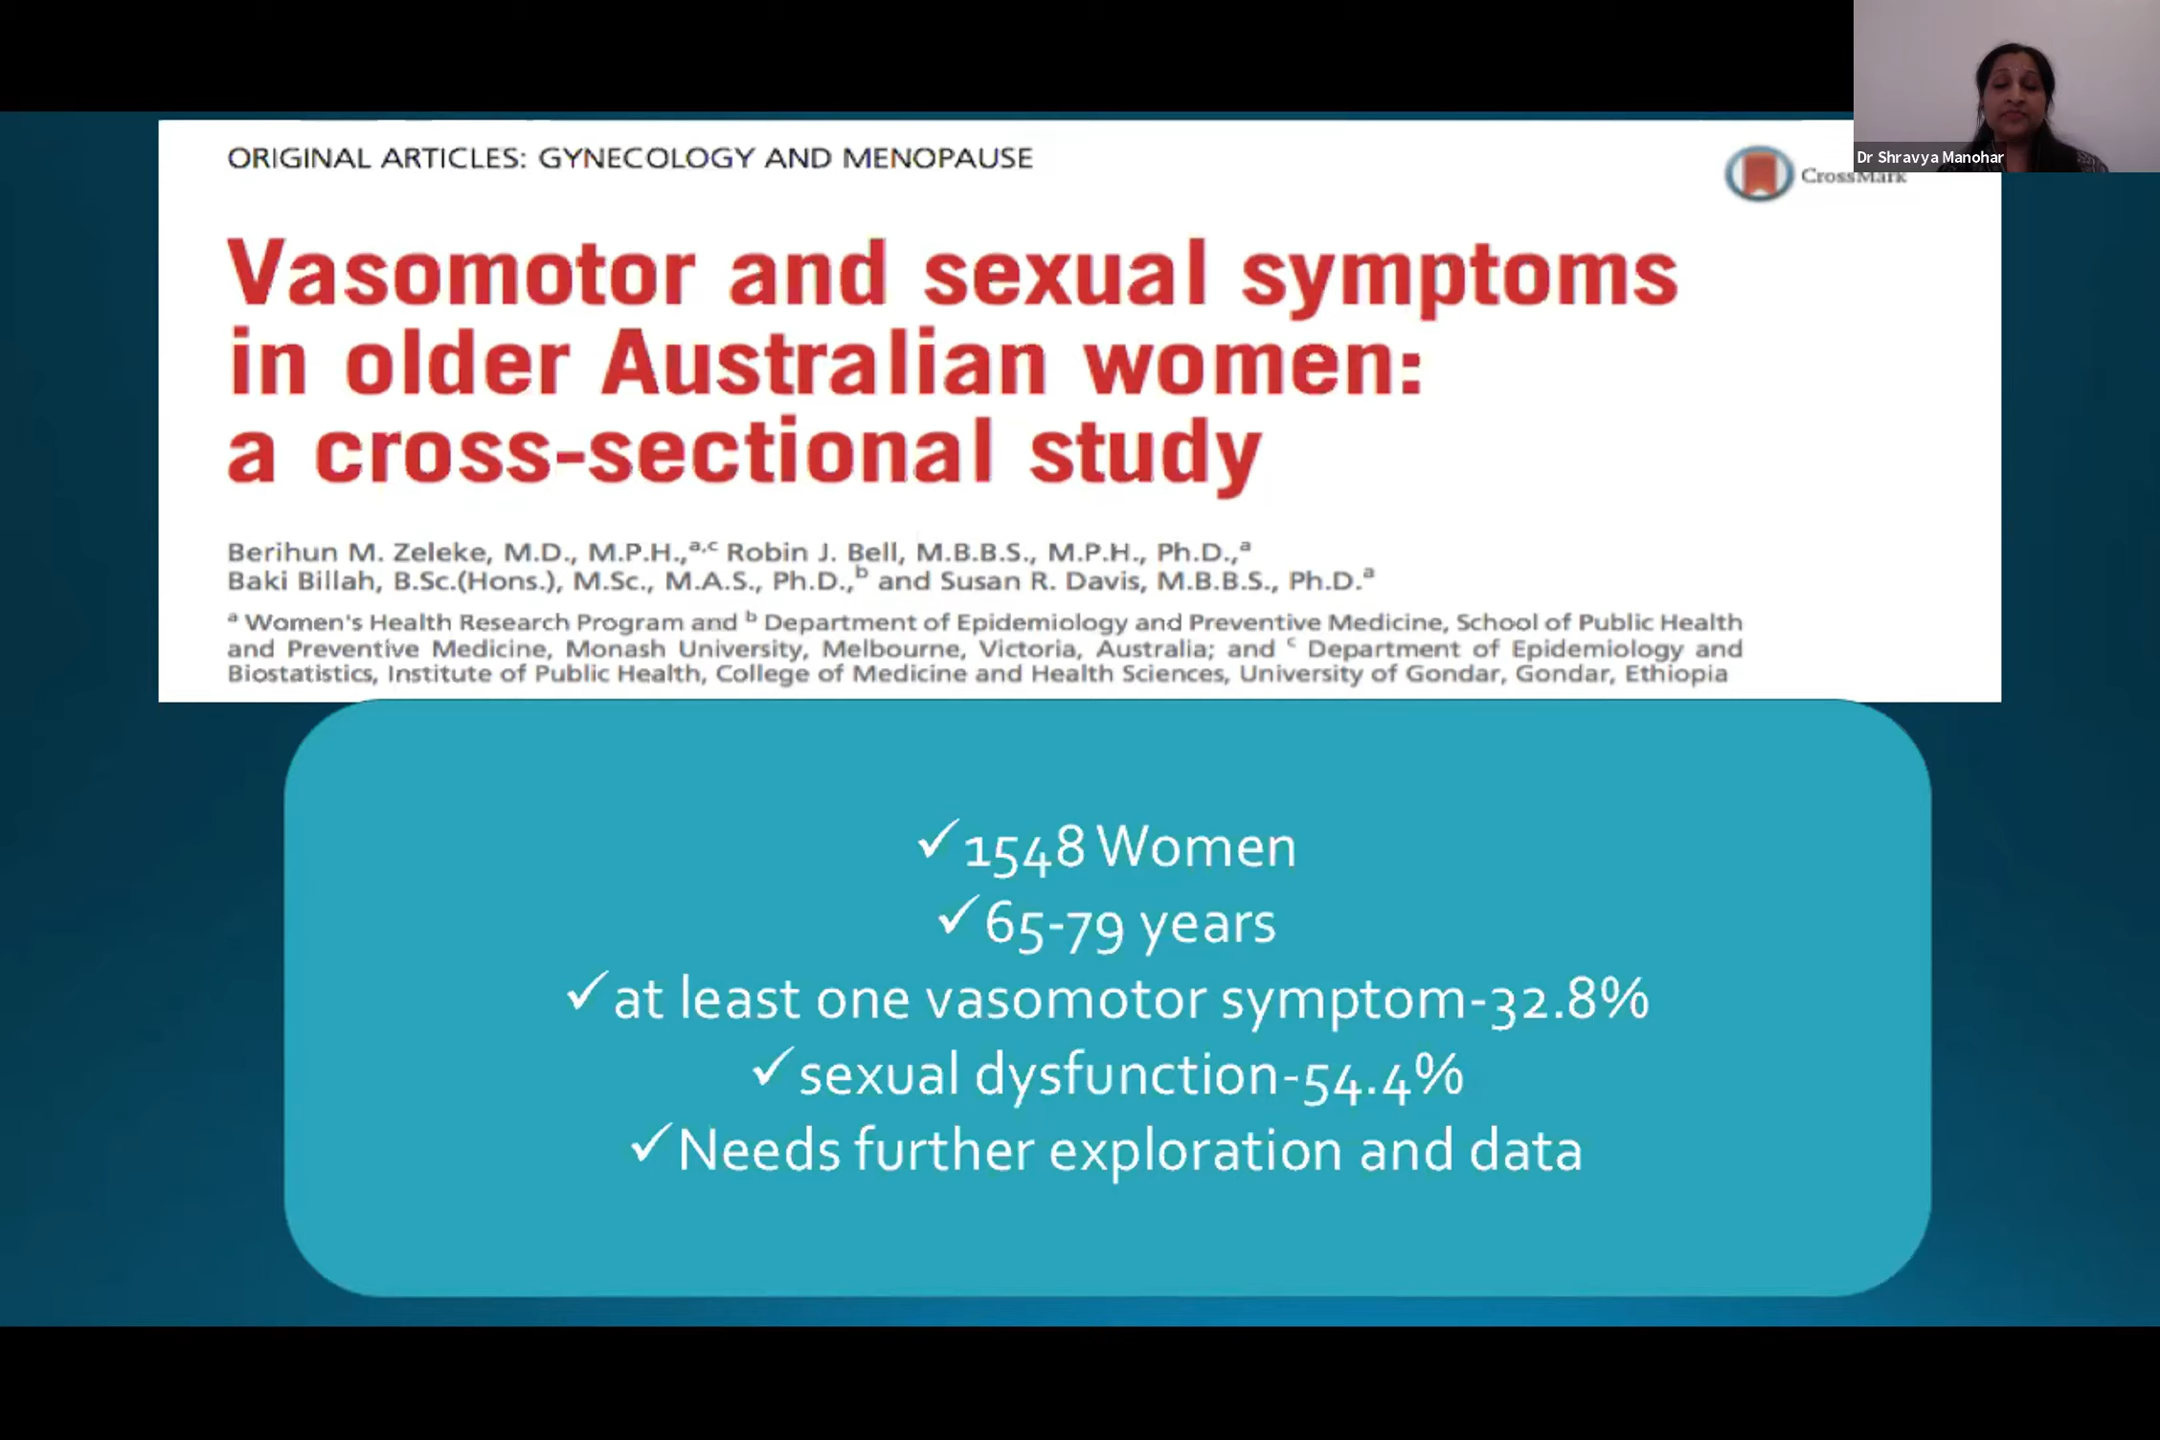 ORIGINAL ARTICLES: GYNECOLOGY AND MENOPAUSE
CrossMark
Dr Shravya Manohar
Vasomotor and sexual symptoms
in older Australian women:
a cross-sectional study
Berihun M. Zeleke, M.D., M.P.H.,a,c Robin J. Bell, M.B.B.S., M.P.H., Ph.D.,a
Baki Billah, B.Sc.(Hons.), M.Sc., M.A.S., Ph.D.,b and Susan R. Davis, M.B.B.S., Ph.D.a
a Women's Health Research Program and b Department of Epidemiology and Preventive Medicine, School of Public Health
and Preventive Medicine, Monash University, Melbourne, Victoria, Australia; and c Department of Epidemiology and
Biostatistics, Institute of Public Health, College of Medicine and Health Sciences, University of Gondar, Gondar, Ethiopia
✓1548 Women
✓65-79 years
✓at least one vasomotor symptom-32.8%
✓sexual dysfunction-54.4%
✓Needs further exploration and data